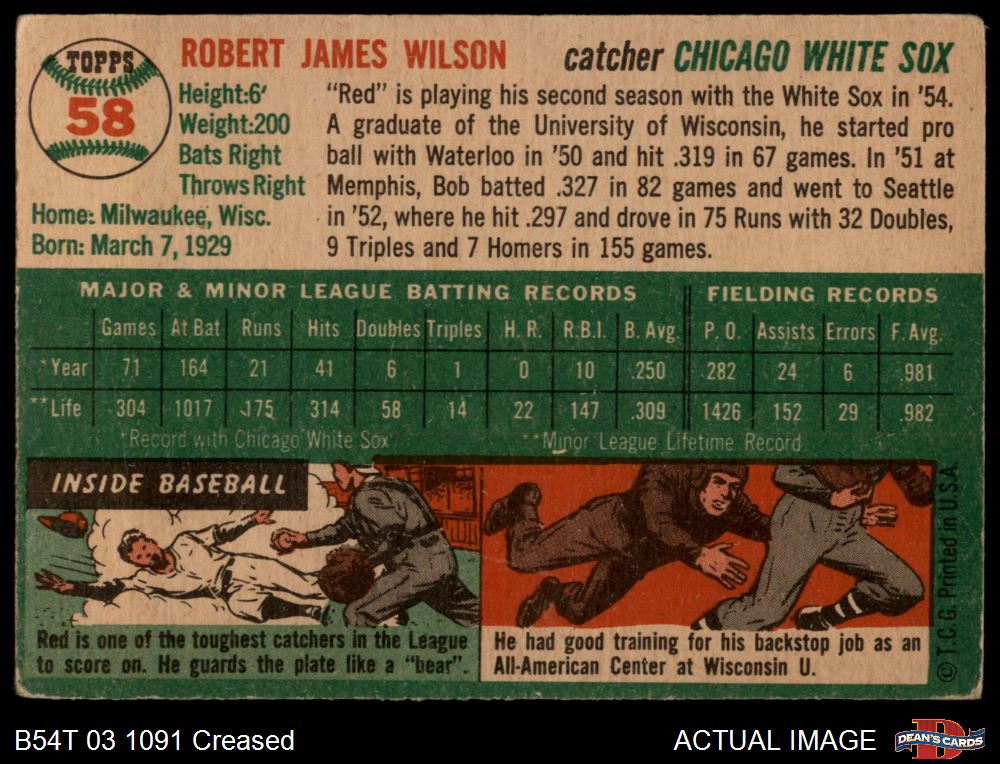 TOPPS
58
ROBERT JAMES WILSON catcher CHICAGO WHITE SOX
Height:6'
Weight:200
Bats Right
Throws Right
Home: Milwaukee, Wisc.
Born: March 7, 1929
"Red" is playing his second season with the White Sox in '54.
A graduate of the University of Wisconsin, he started pro
ball with Waterloo in '50 and hit .319 in 67 games. In '51 at
Memphis, Bob batted .327 in 82 games and went to Seattle
in '52, where he hit .297 and drove in 75 Runs with 32 Doubles,
9 Triples and 7 Homers in 155 games.
MAJOR & MINOR LEAGUE BATTING RECORDS FIELDING RECORDS
Games At Bat Runs Hits Doubles Triples H. R. R.B.I. B. Avg. P. O. Assists Errors F. Avg.
*Year 71 164 21 41 6 1 0 10 .250 282 24 6 .981
**Life 304 1017 175 314 58 14 22 147 .309 1426 152 29 .982
*Record with Chicago White Sox **Minor League Lifetime Record
INSIDE BASEBALL
Red is one of the toughest catchers in the League
to score on. He guards the plate like a "bear".
He had good training for his backstop job as an
All-American Center at Wisconsin U.
© T.C.G. Printed in U.S.A.
B54T 03 1091 Creased
ACTUAL IMAGE
DEAN'S CARDS